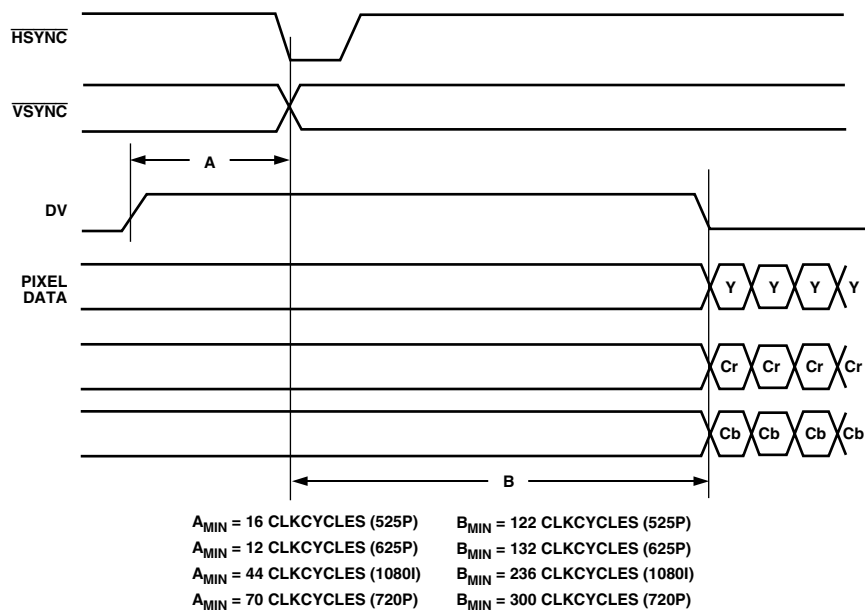 HSYNC
VSYNC
A
DV
PIXEL
DATA
Y Y Y Y
Cr Cr Cr Cr
Cb Cb Cb Cb
B
AMIN = 16 CLKCYCLES (525P) BMIN = 122 CLKCYCLES (525P)
AMIN = 12 CLKCYCLES (625P) BMIN = 132 CLKCYCLES (625P)
AMIN = 44 CLKCYCLES (1080I) BMIN = 236 CLKCYCLES (1080I)
AMIN = 70 CLKCYCLES (720P) BMIN = 300 CLKCYCLES (720P)